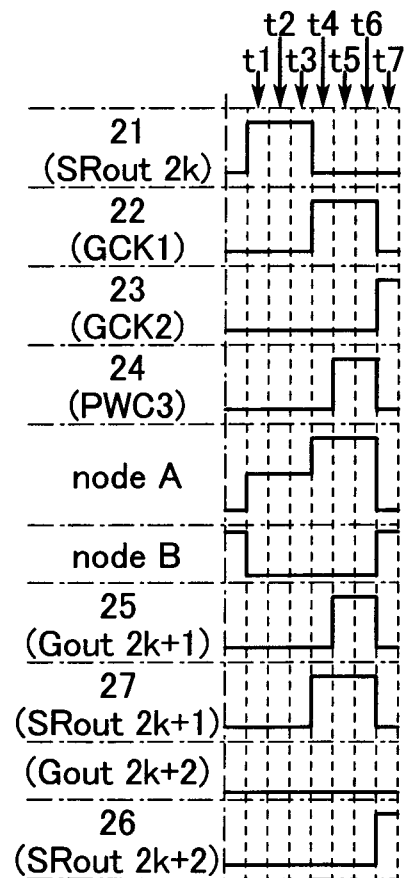 t2 t4 t6
t1 t3 t5 t7
21
(SRout 2k)
22
(GCK1)
23
(GCK2)
24
(PWC3)
node A
node B
25
(Gout 2k+1)
27
(SRout 2k+1)
(Gout 2k+2)
26
(SRout 2k+2)